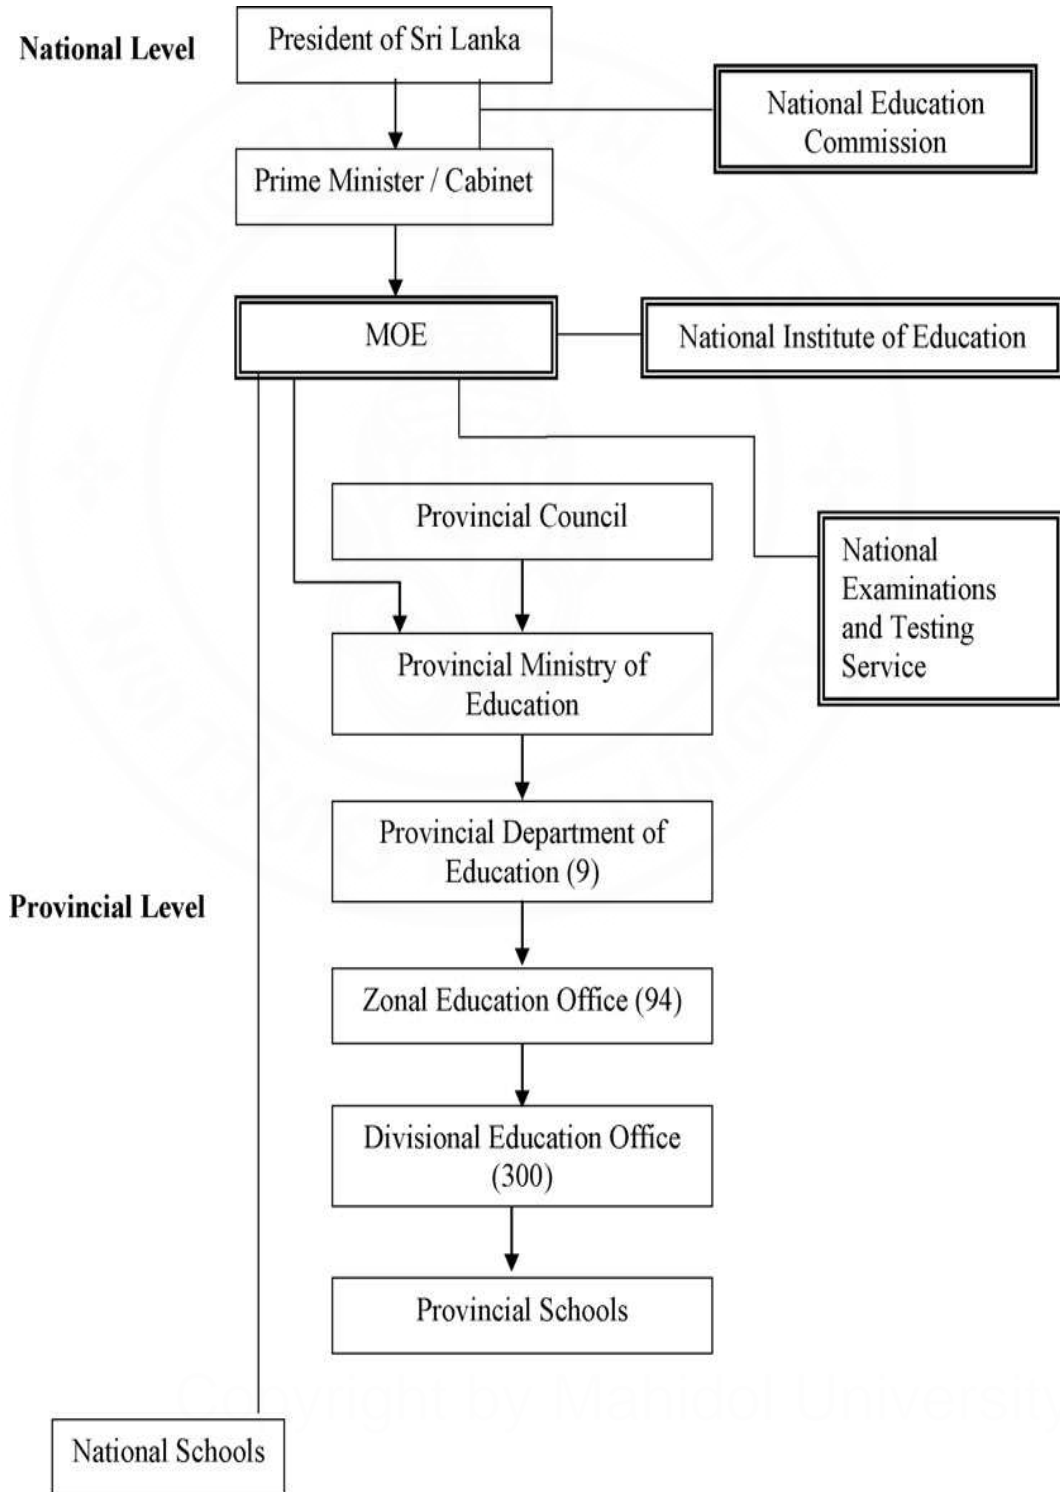 National Level
President of Sri Lanka
National Education
Commission
Prime Minister / Cabinet
MOE
National Institute of Education
Provincial Council
National
Examinations
and Testing
Service
Provincial Ministry of
Education
Provincial Department of
Education (9)
Provincial Level
Zonal Education Office (94)
Divisional Education Office
(300)
Provincial Schools
Copyright by Mahidol University
National Schools